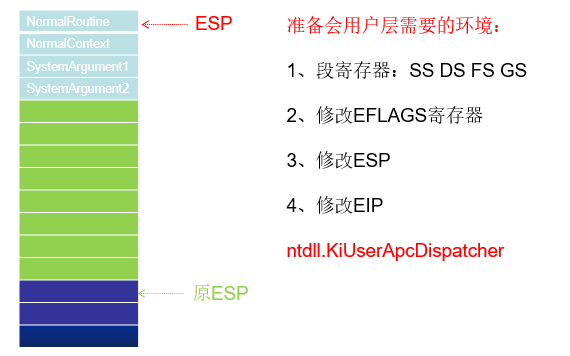 NormalRoutine
NormalContext
SystemArgument1
SystemArgument2
ESP
原ESP
准备会用户层需要的环境：
1、段寄存器：SS DS FS GS
2、修改EFLAGS寄存器
3、修改ESP
4、修改EIP
ntdll.KiUserApcDispatcher